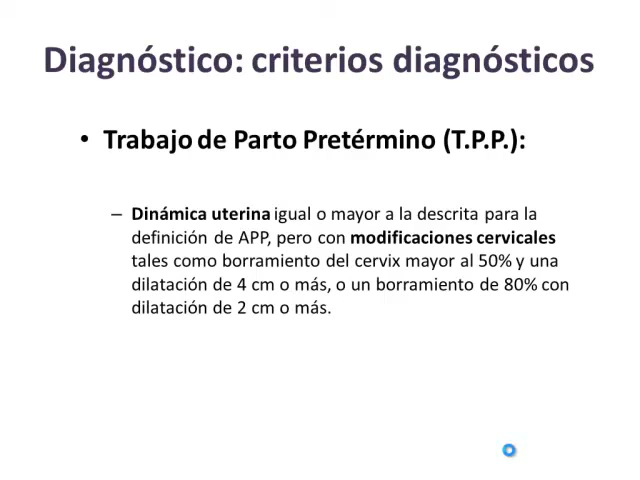 Diagnóstico: criterios diagnósticos
• Trabajo de Parto Pretérmino (T.P.P.):
– Dinámica uterina igual o mayor a la descrita para la
definición de APP, pero con modificaciones cervicales
tales como borramiento del cervix mayor al 50% y una
dilatación de 4 cm o más, o un borramiento de 80% con
dilatación de 2 cm o más.